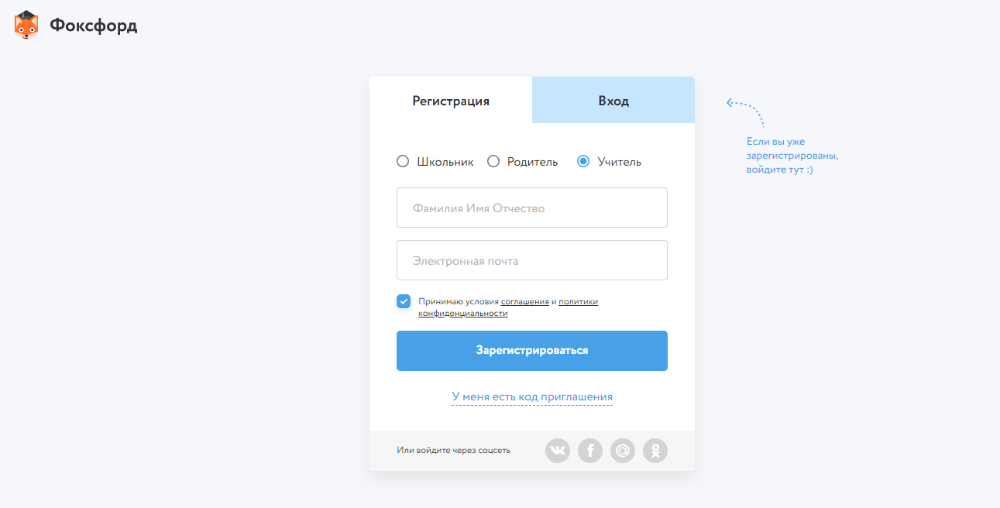 Фоксфорд
Регистрация
Вход
Если вы уже
зарегистрированы,
войдите тут :)
Школьник
Родитель
Учитель
Фамилия Имя Отчество
Электронная почта
Принимаю условия соглашения и политики
конфиденциальности
Зарегистрироваться
У меня есть код приглашения
Или войдите через соцсеть